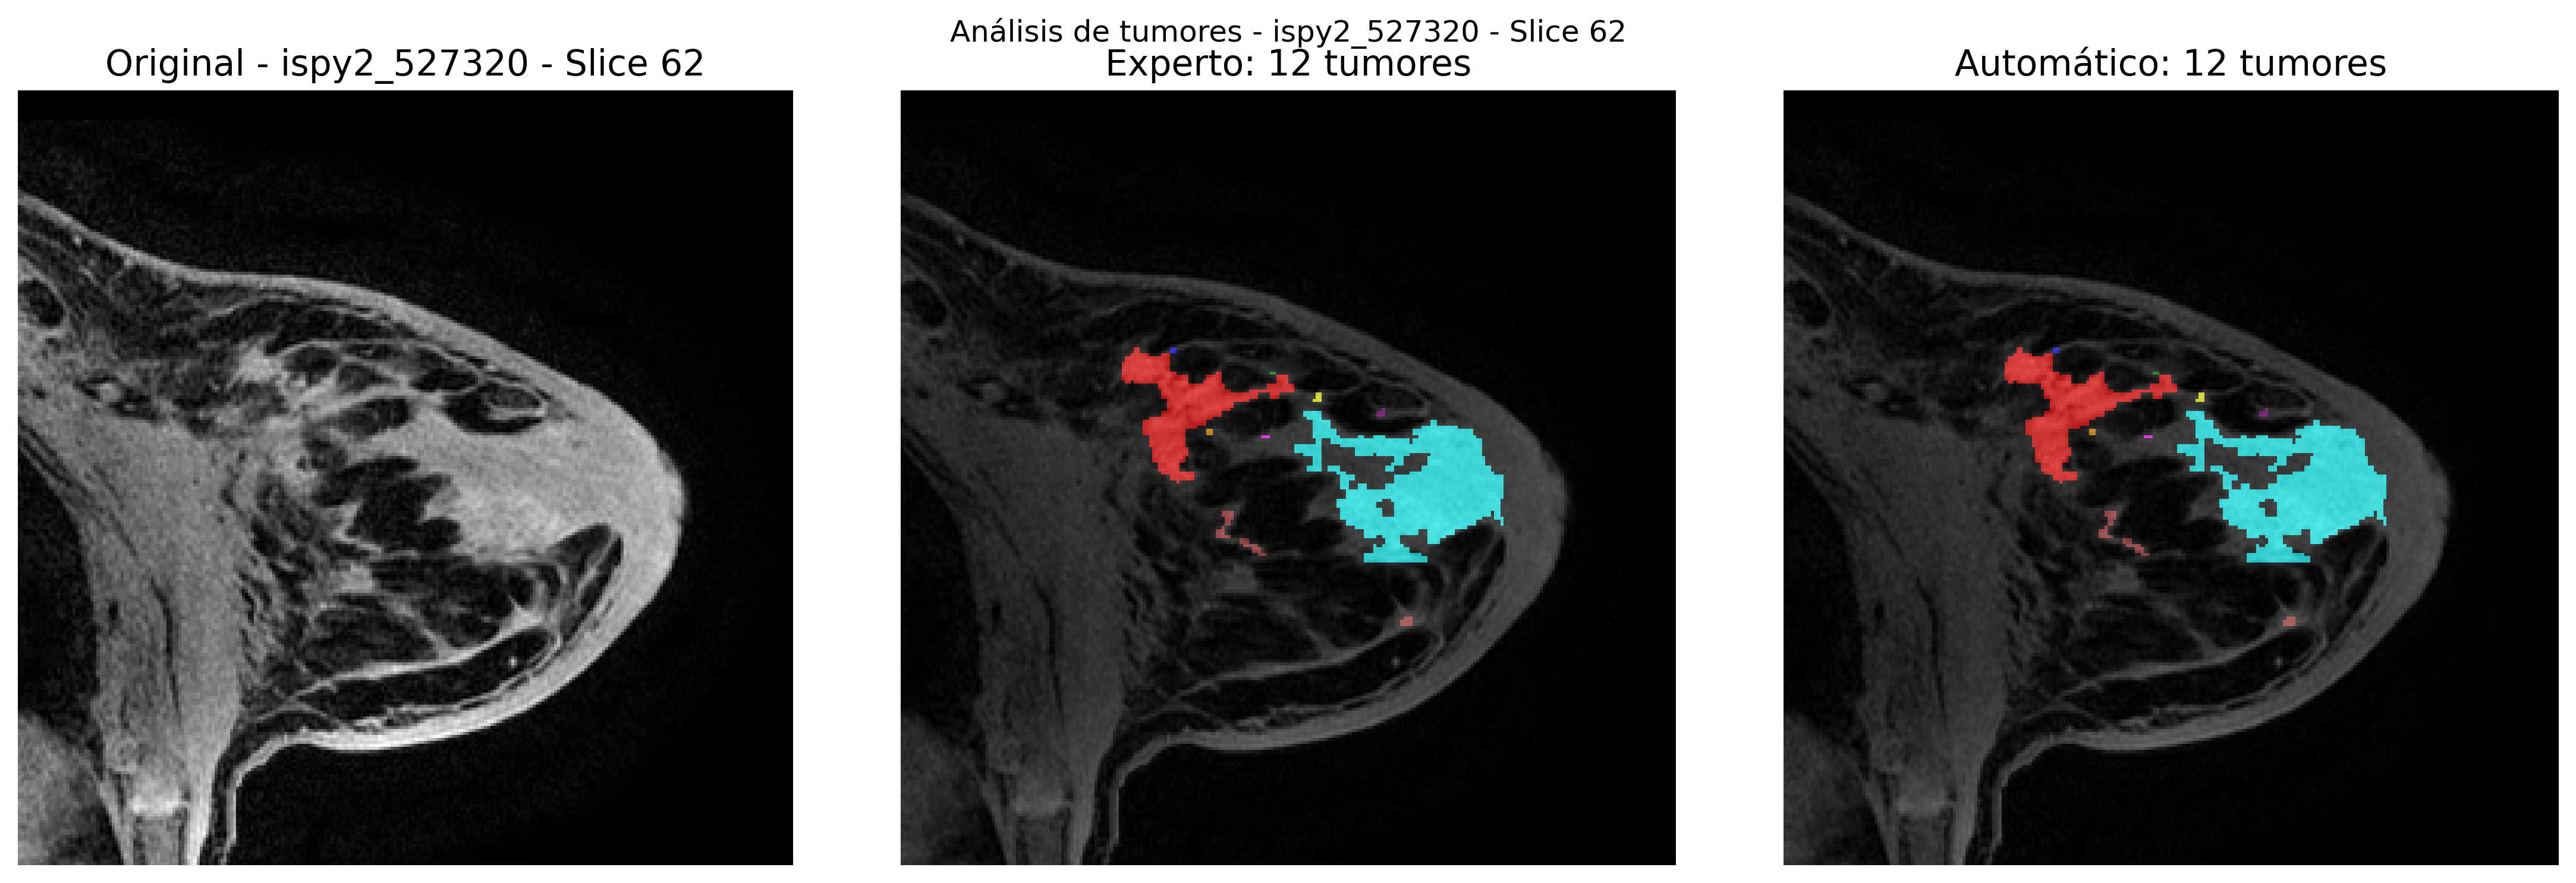 Análisis de tumores - ispy2_527320 - Slice 62
Original - ispy2_527320 - Slice 62
Experto: 12 tumores
Automático: 12 tumores